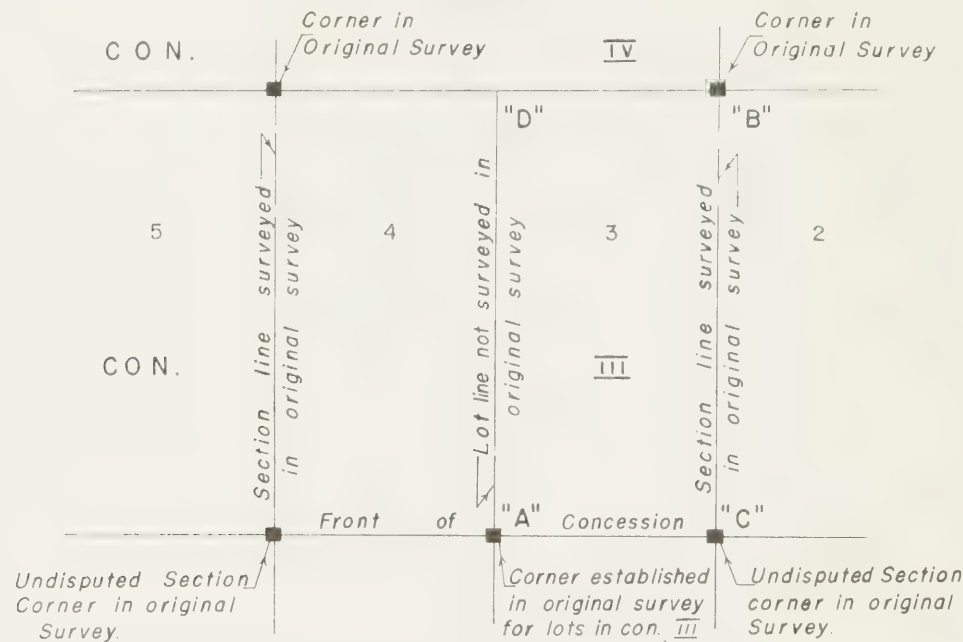 Corner in
Original Survey
CON.
IV
Corner in
Original Survey
"D"
"B"
Section line surveyed
in original survey
Lot line not surveyed in
original survey
Section line surveyed
in original survey
5
4
3
2
CON.
III
Front of "A" Concession "C"
Undisputed Section
Corner in original
Survey.
Corner established
in original survey
for lots in con. III
Undisputed Section
corner in original
Survey.